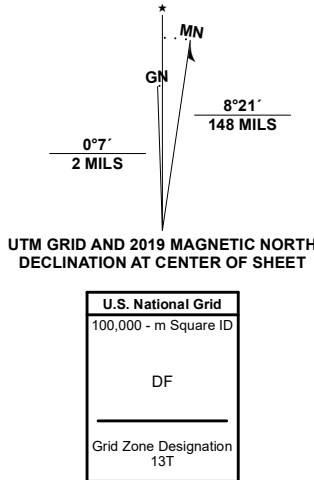 ★
MN
GN
8°21´
148 MILS
0°7´
2 MILS
UTM GRID AND 2019 MAGNETIC NORTH
DECLINATION AT CENTER OF SHEET
U.S. National Grid
100,000 - m Square ID
DF
Grid Zone Designation
13T